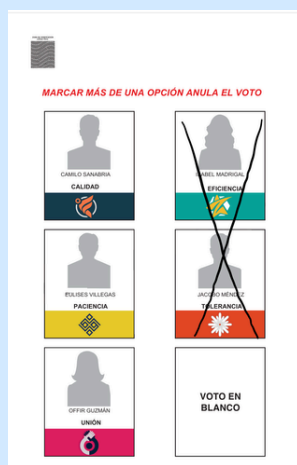 MARCAR MÁS DE UNA OPCIÓN ANULA EL VOTO
CAMILO SANABRIA
CALIDAD
ISABEL MADRIGAL
EFICIENCIA
EULISES VILLEGAS
PACIENCIA
JACOBO MÉNDEZ
TOLERANCIA
OFFIR GUZMÁN
UNIÓN
VOTO EN
BLANCO